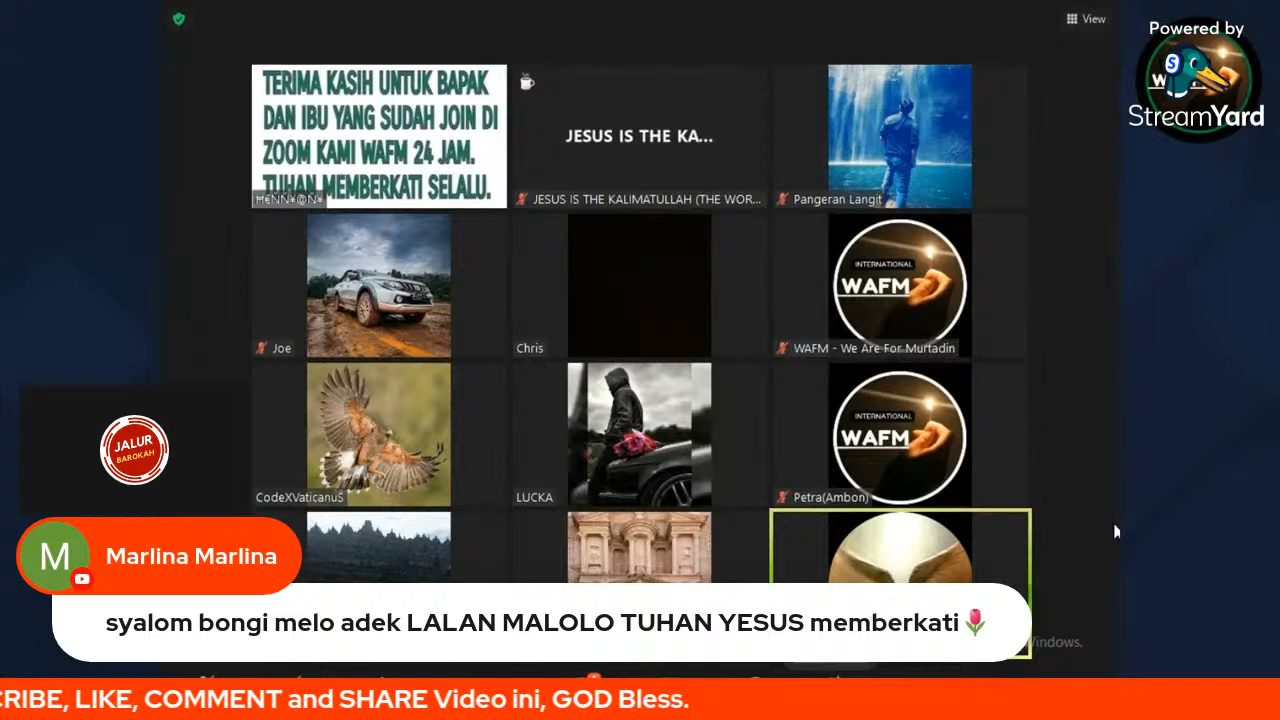 View
Powered by
StreamYard
TERIMA KASIH UNTUK BAPAK
DAN IBU YANG SUDAH JOIN DI
ZOOM KAMI WAFM 24 JAM.
TUHAN MEMBERKATI SELALU.
JESUS IS THE KA...
JESUS IS THE KALIMATULLAH (THE WOR...
Pangeran Langit
INTERNATIONAL
WAFM
Joe
Chris
WAFM - We Are For Murtadin
JALUR
BAROKAH
INTERNATIONAL
WAFM
CodeXVaticanuS
LUCKA
Petra(Ambon)
M
Marlina Marlina
syalom bongi melo adek LALAN MALOLO TUHAN YESUS memberkati🌷
Windows.
CRIBE, LIKE, COMMENT and SHARE Video ini, GOD Bless.